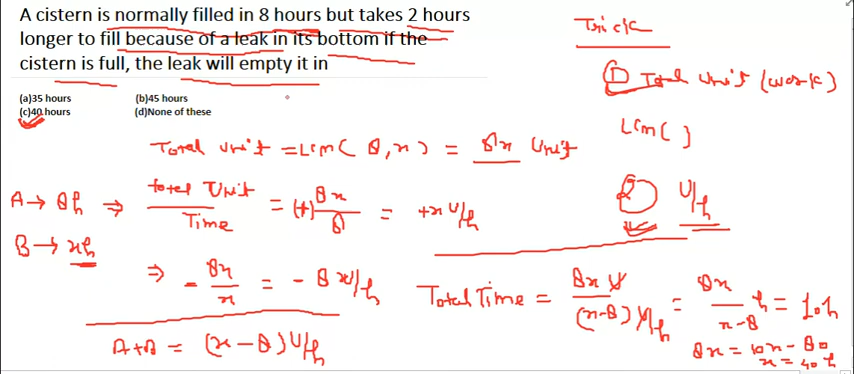 A cistern is normally filled in 8 hours but takes 2 hours
longer to fill because of a leak in its bottom if the
cistern is full, the leak will empty it in
(a)35 hours (b)45 hours
(c)40 hours (d)None of these
Trick
① Total Unit (work)
LCM( )
② U/h
Total Unit = LCM( 8, x ) = 8x Unit
A → 8h ⇒ total Unit / Time = (+) 8x / 8 = +x U/h
B → xh
⇒ - 8x / x = - 8 U/h
A+A = (x - 8) U/h
Total Time = 8x U / (x-8) U/h = 8x / x-8 h = 10h
8x = 10x - 80
x = 40 h